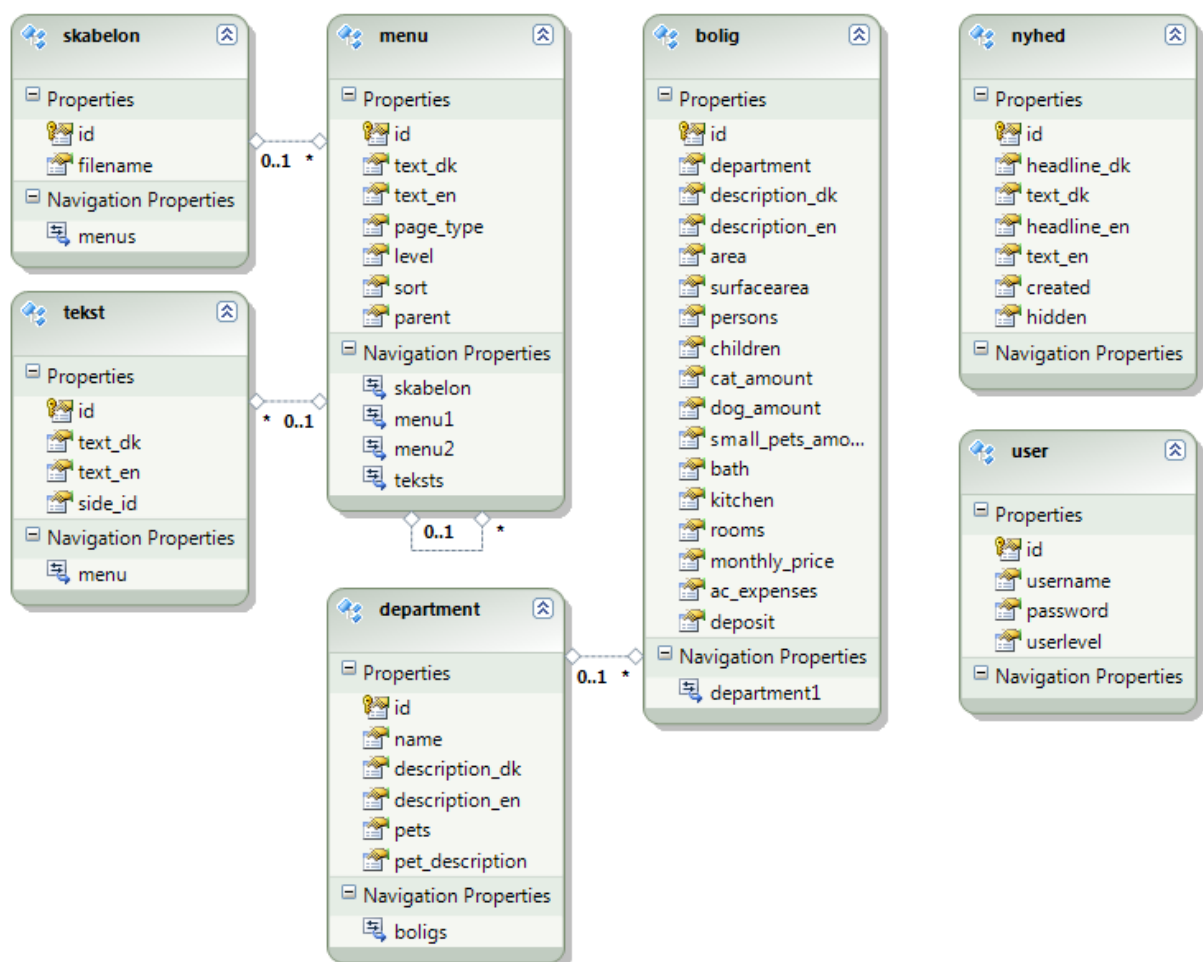 skabelon
Properties
id
filename
Navigation Properties
menus
0..1 *
menu
Properties
id
text_dk
text_en
page_type
level
sort
parent
Navigation Properties
skabelon
menu1
menu2
teksts
0..1 *
tekst
Properties
id
text_dk
text_en
side_id
Navigation Properties
menu
* 0..1
department
Properties
id
name
description_dk
description_en
pets
pet_description
Navigation Properties
boligs
0..1 *
bolig
Properties
id
department
description_dk
description_en
area
surfacearea
persons
children
cat_amount
dog_amount
small_pets_amo...
bath
kitchen
rooms
monthly_price
ac_expenses
deposit
Navigation Properties
department1
nyhed
Properties
id
headline_dk
text_dk
headline_en
text_en
created
hidden
Navigation Properties
user
Properties
id
username
password
userlevel
Navigation Properties